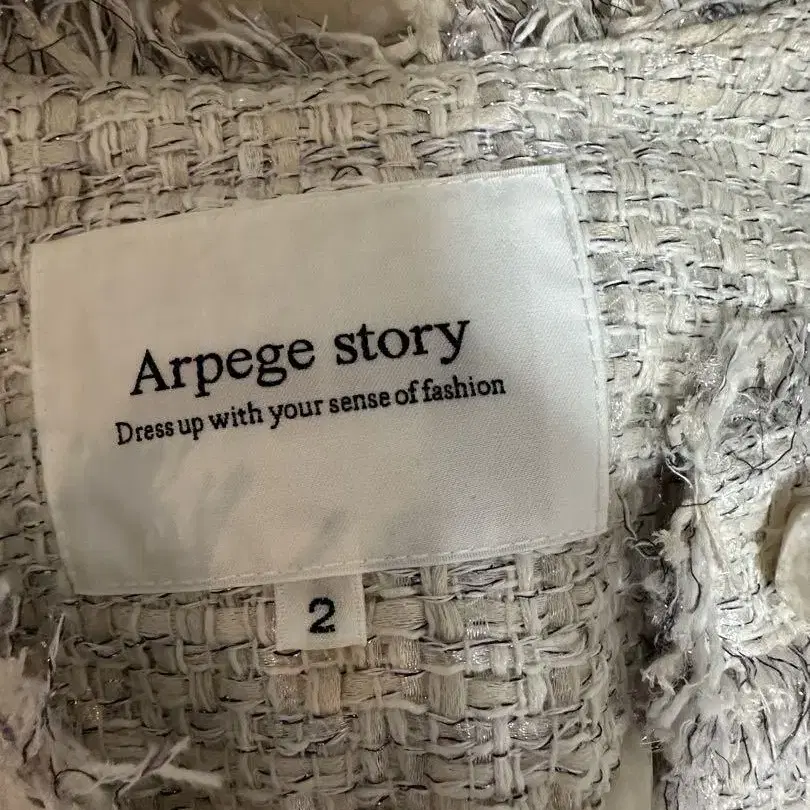 Arpege story
Dress up with your sense of fashion
2